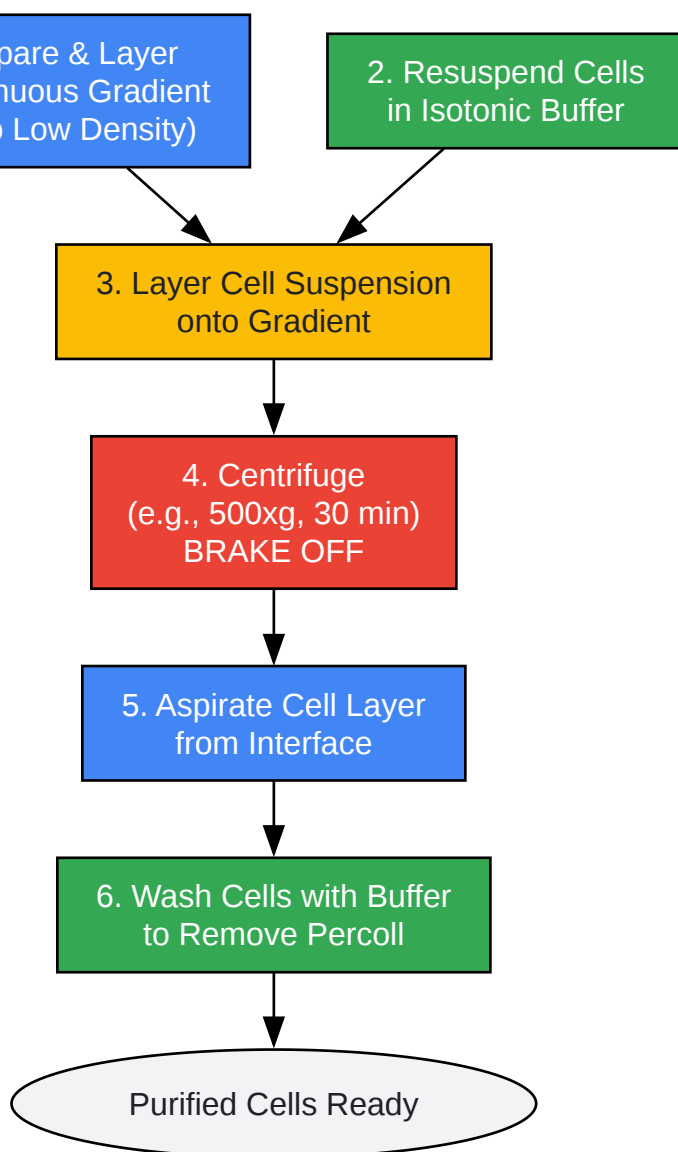 pare & Layer
nuous Gradient
Low Density)
2. Resuspend Cells
in Isotonic Buffer
3. Layer Cell Suspension
onto Gradient
4. Centrifuge
(e.g., 500xg, 30 min)
BRAKE OFF
5. Aspirate Cell Layer
from Interface
6. Wash Cells with Buffer
to Remove Percoll
Purified Cells Ready